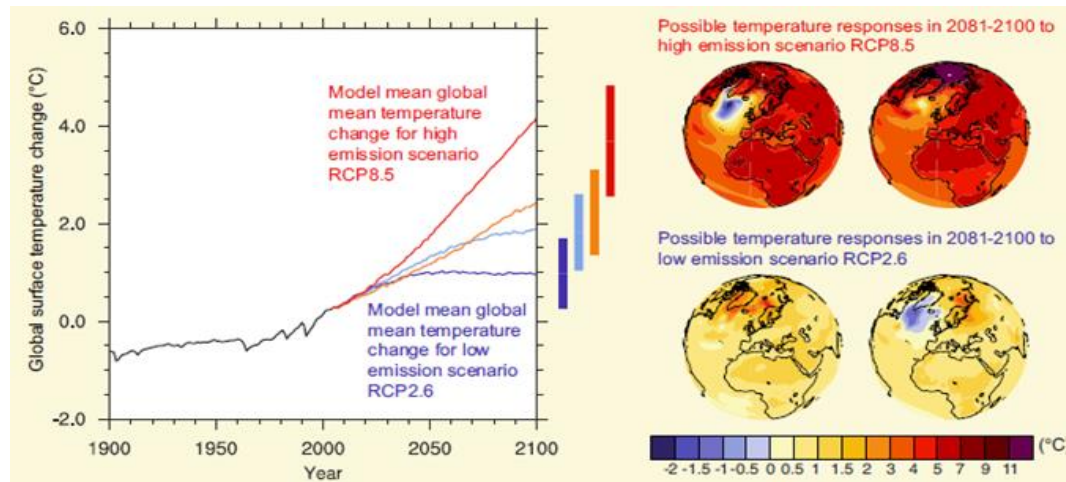 6.0
4.0
2.0
0.0
-2.0
Global surface temperature change (°C)
1900
1950
2000
2050
2100
Year
Model mean global
mean temperature
change for high
emission scenario
RCP8.5
Model mean global
mean temperature
change for low
emission scenario
RCP2.6
Possible temperature responses in 2081-2100 to
high emission scenario RCP8.5
Possible temperature responses in 2081-2100 to
low emission scenario RCP2.6
(°C)
-2 -1.5 -1 -0.5 0 0.5 1 1.5 2 3 4 5 7 9 11